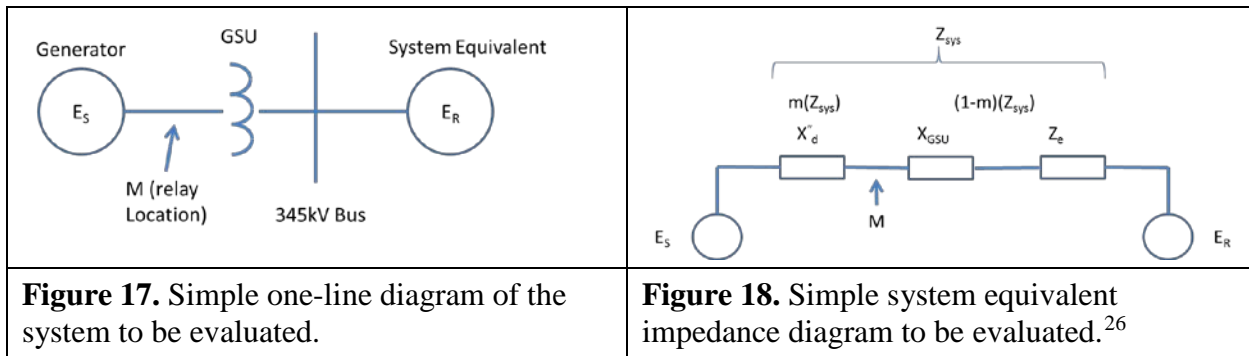 Generator
GSU
System Equivalent
E_S
E_R
M (relay
Location)
345kV Bus
Z_sys
m(Z_sys)
(1-m)(Z_sys)
X"_d
X_GSU
Z_e
M
E_S
E_R
Figure 17. Simple one-line diagram of the
system to be evaluated.
Figure 18. Simple system equivalent
impedance diagram to be evaluated.26